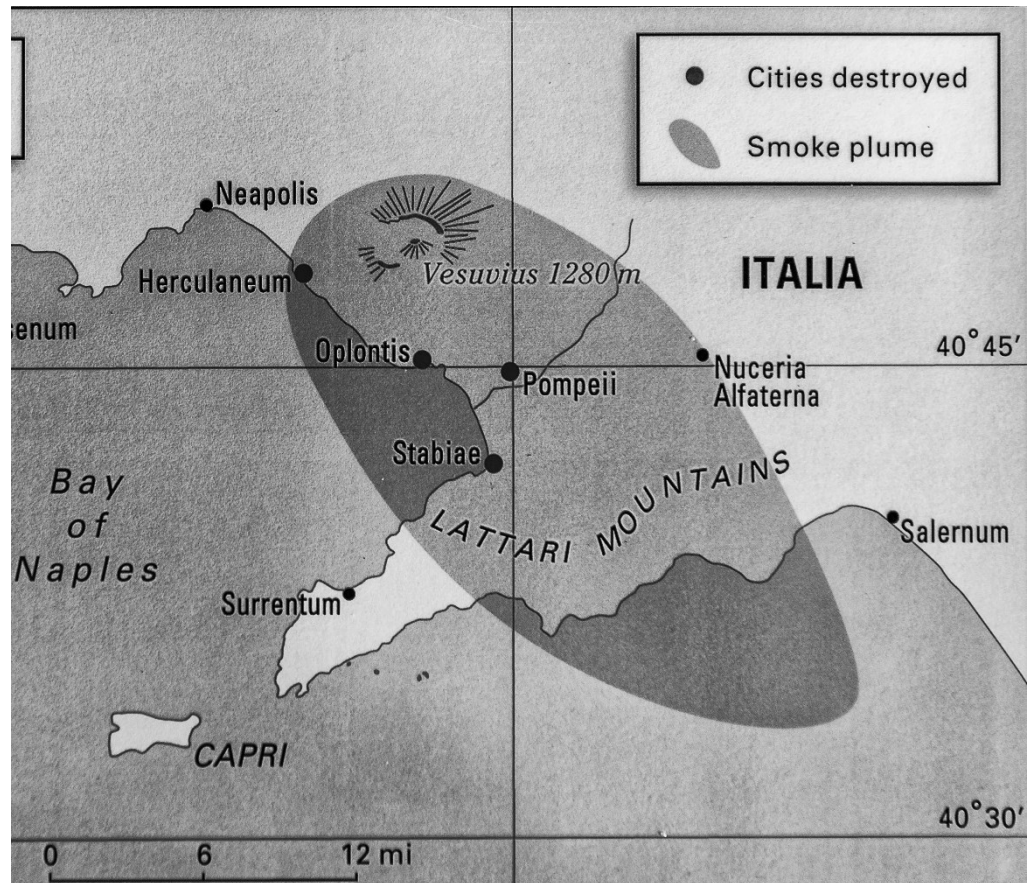 Cities destroyed
Smoke plume
Neapolis
Vesuvius 1280 m
ITALIA
Herculaneum
senum
Oplontis
40°45'
Pompeii
Nuceria
Alfaterna
Stabiae
LATTARI MOUNTAINS
Bay
of
Naples
Salernum
Surrentum
CAPRI
40°30'
0 6 12 mi